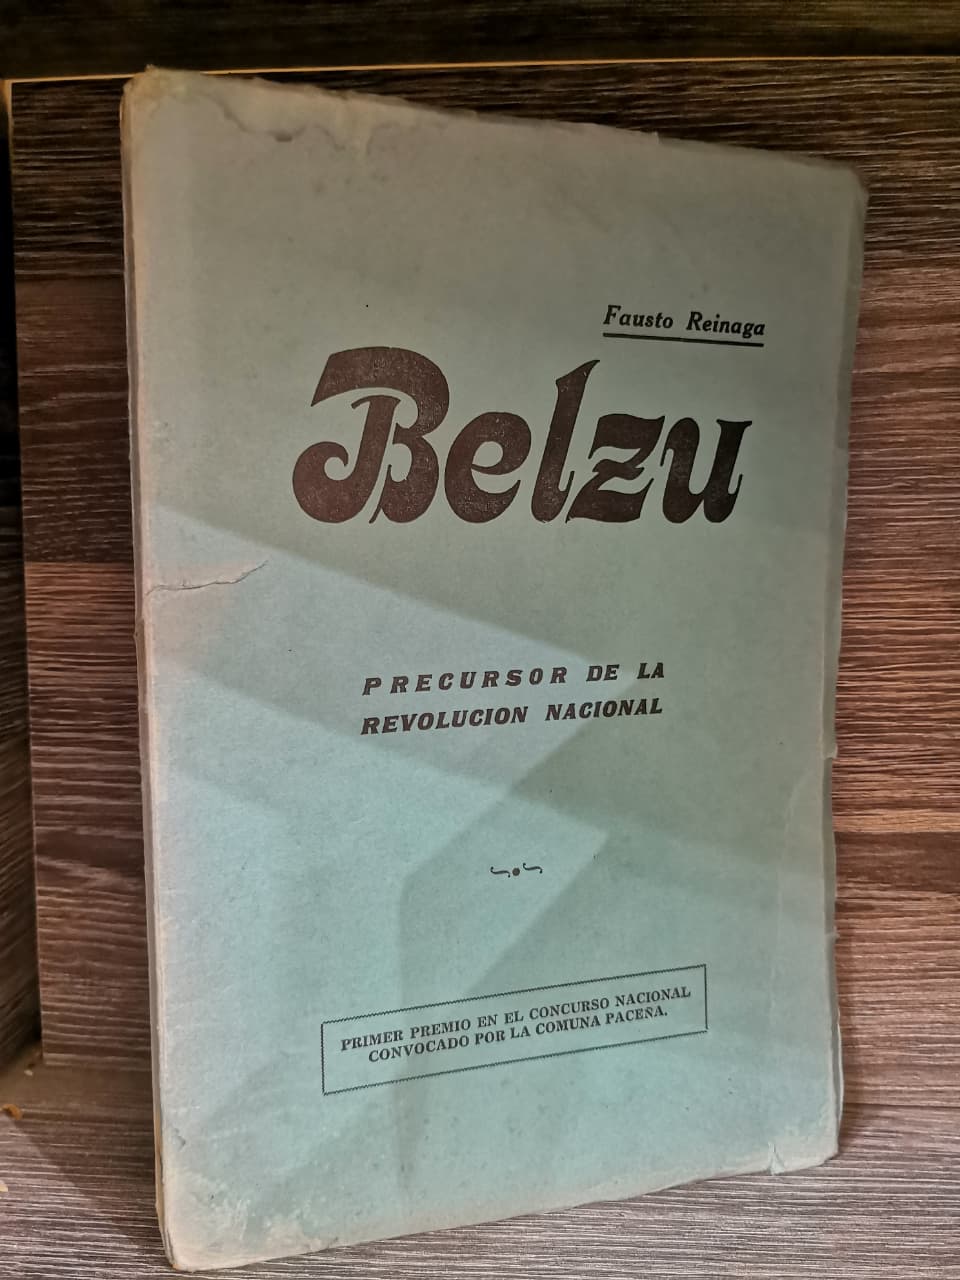 Fausto Reinaga
Belzu
PRECURSOR DE LA
REVOLUCION NACIONAL
PRIMER PREMIO EN EL CONCURSO NACIONAL
CONVOCADO POR LA COMUNA PACEÑA.